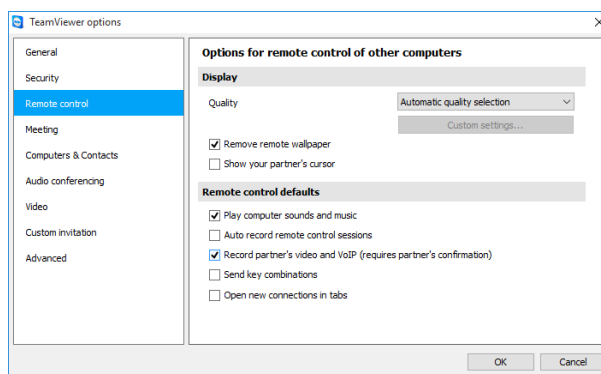 TeamViewer options
General
Security
Remote control
Meeting
Computers & Contacts
Audio conferencing
Video
Custom invitation
Advanced
Options for remote control of other computers
Display
Quality
Automatic quality selection
Custom settings...
Remove remote wallpaper
Show your partner's cursor
Remote control defaults
Play computer sounds and music
Auto record remote control sessions
Record partner's video and VoIP (requires partner's confirmation)
Send key combinations
Open new connections in tabs
OK
Cancel